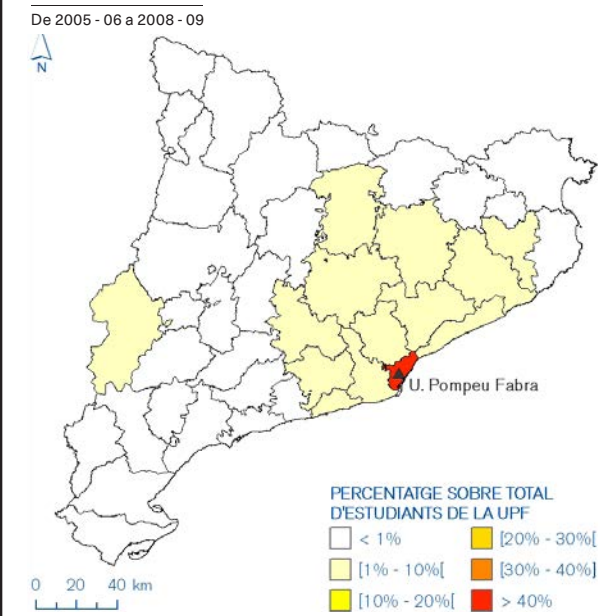 De 2005 - 06 a 2008 - 09
N
U. Pompeu Fabra
PERCENTATGE SOBRE TOTAL
D'ESTUDIANTS DE LA UPF
< 1%
[1% - 10%[
[10% - 20%[
[20% - 30%[
[30% - 40%]
> 40%
0 20 40 km